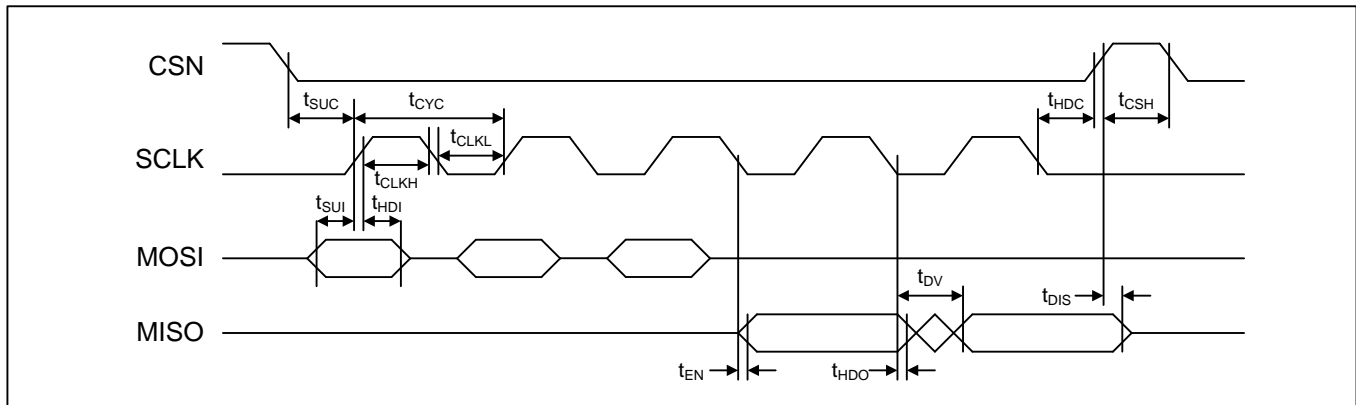 CSN
tSUC
tCYC
tHDC
tCSH
SCLK
tCLKL
tCLKH
tSUI
tHDI
MOSI
tDV
tDIS
MISO
tEN
tHDO